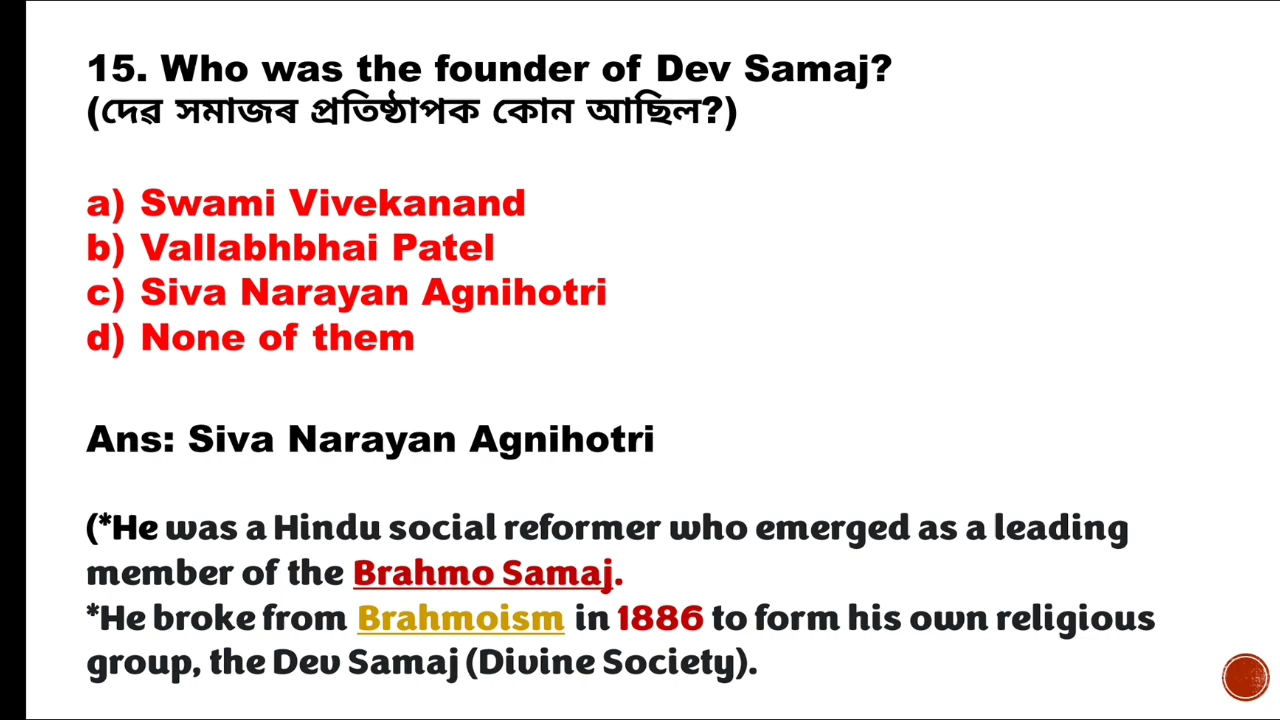 15. Who was the founder of Dev Samaj?
(দেৱ সমাজৰ প্ৰতিষ্ঠাপক কোন আছিল?)
a) Swami Vivekanand
b) Vallabhbhai Patel
c) Siva Narayan Agnihotri
d) None of them
Ans: Siva Narayan Agnihotri
(*He was a Hindu social reformer who emerged as a leading
member of the Brahmo Samaj.
*He broke from Brahmoism in 1886 to form his own religious
group, the Dev Samaj (Divine Society).